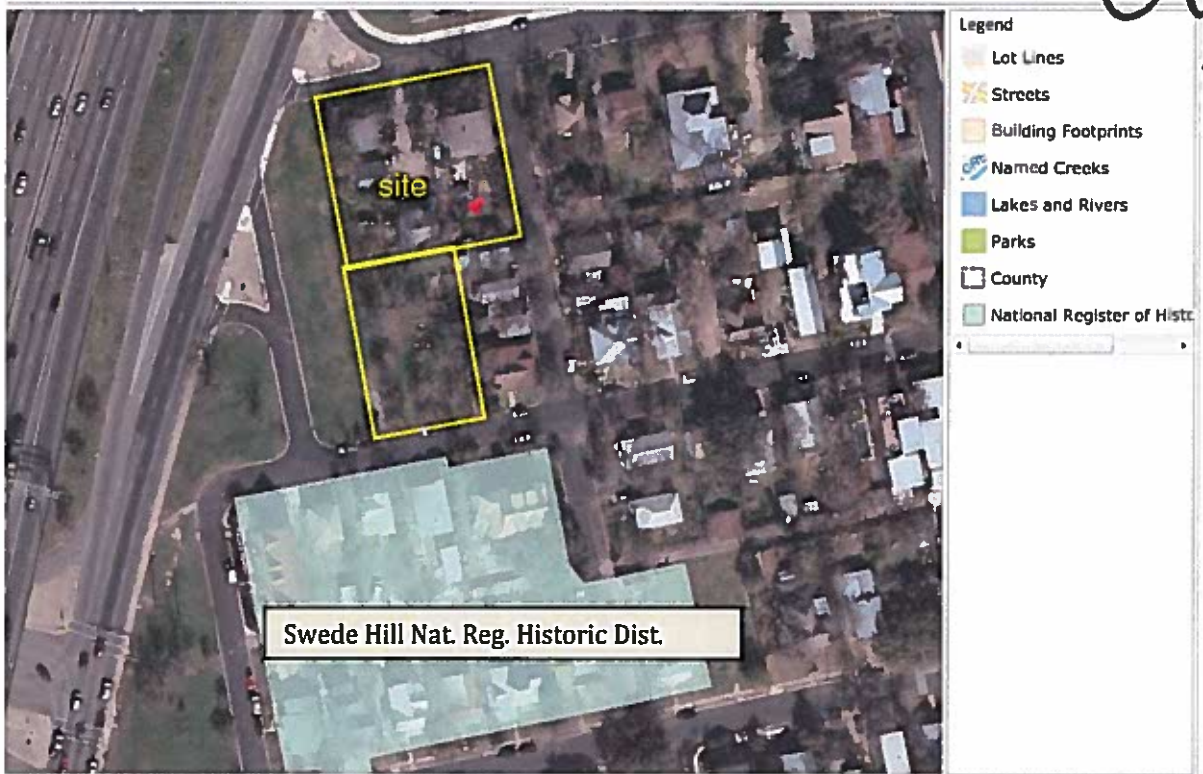 Legend
Lot Lines
Streets
Building Footprints
Named Creeks
Lakes and Rivers
Parks
County
National Register of Histc
site
Swede Hill Nat. Reg. Historic Dist.